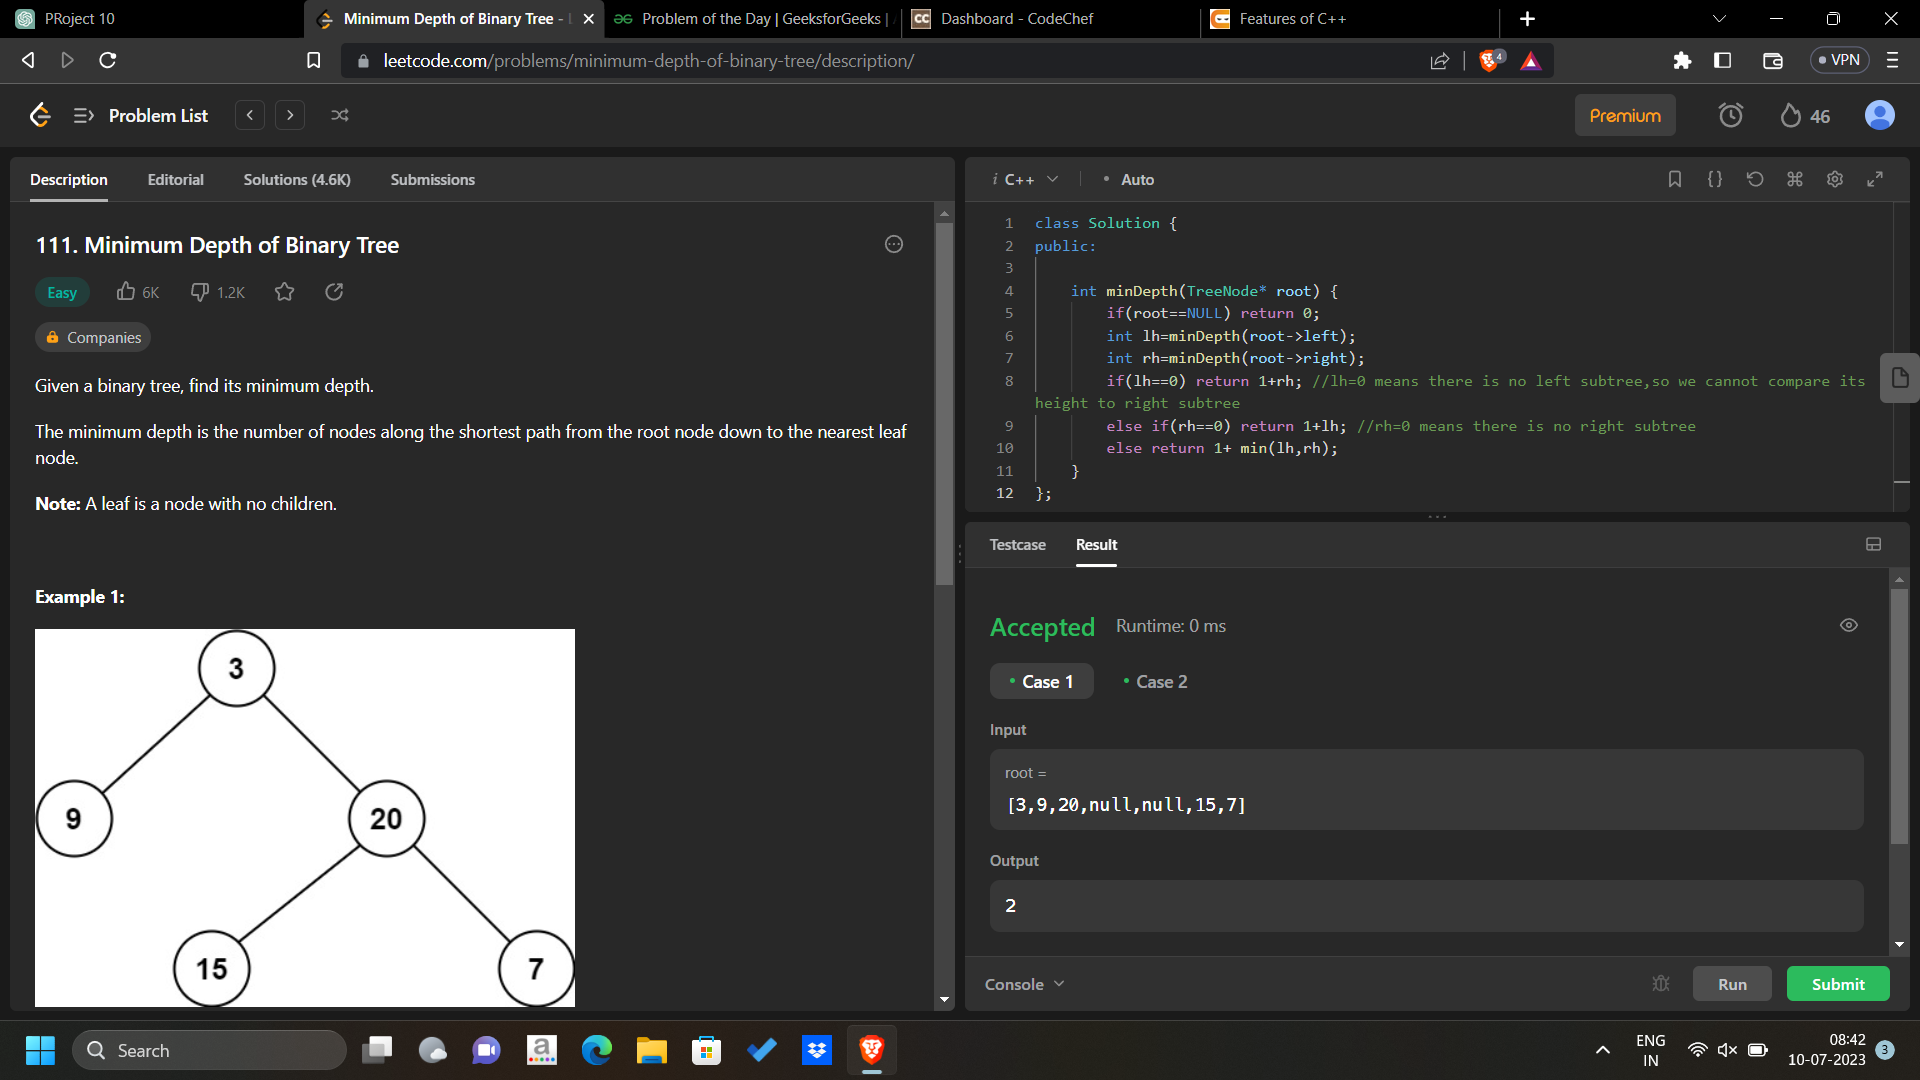 PRoject 10
Minimum Depth of Binary Tree -
Problem of the Day | GeeksforGeeks |
CC Dashboard - CodeChef
Features of C++
leetcode.com/problems/minimum-depth-of-binary-tree/description/
4
VPN
Problem List
Premium
46
Description Editorial Solutions (4.6K) Submissions
111. Minimum Depth of Binary Tree
Easy 6K 1.2K
Companies
Given a binary tree, find its minimum depth.
The minimum depth is the number of nodes along the shortest path from the root node down to the nearest leaf
node.
Note: A leaf is a node with no children.
Example 1:
3
9
20
15
7
i C++ • Auto
1 class Solution {
2 public:
3
4 int minDepth(TreeNode* root) {
5 if(root==NULL) return 0;
6 int lh=minDepth(root->left);
7 int rh=minDepth(root->right);
8 if(lh==0) return 1+rh; //lh=0 means there is no left subtree,so we cannot compare its
height to right subtree
9 else if(rh==0) return 1+lh; //rh=0 means there is no right subtree
10 else return 1+ min(lh,rh);
11 }
12 };
Testcase Result
Accepted Runtime: 0 ms
• Case 1 • Case 2
Input
root =
[3,9,20,null,null,15,7]
Output
2
Console
Run
Submit
Search
a
ENG
IN
08:42
10-07-2023
3